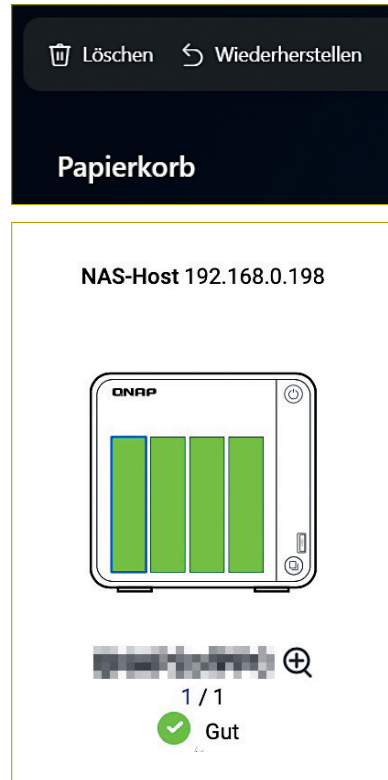 Löschen Wiederherstellen
Papierkorb
NAS-Host 192.168.0.198
QNAP
1 / 1
Gut